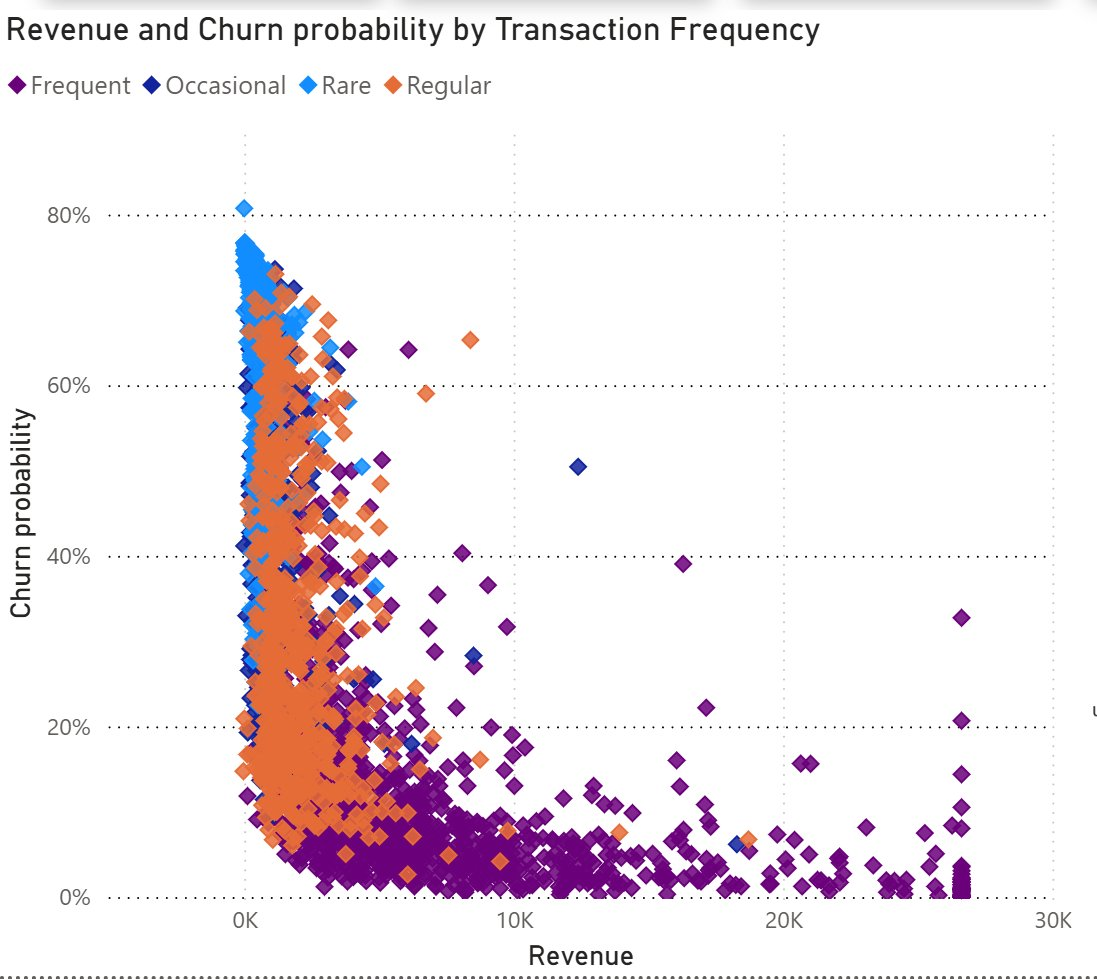 Revenue and Churn probability by Transaction Frequency
Frequent Occasional Rare Regular
80%
60%
40%
20%
0%
Churn probability
0K 10K 20K 30K
Revenue